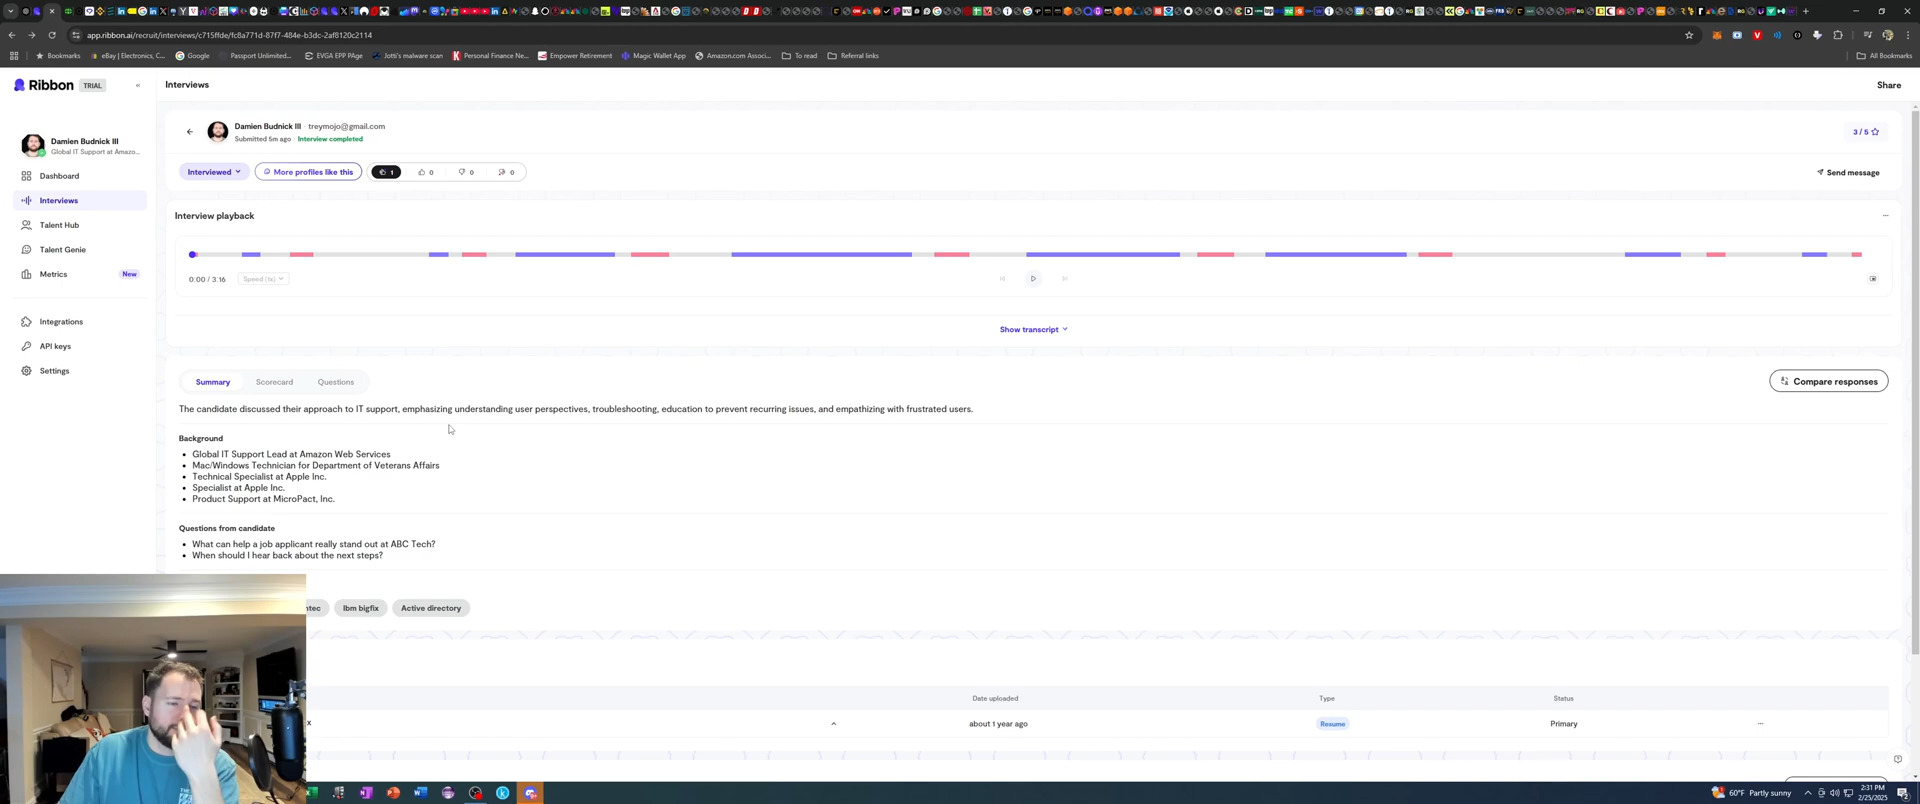 app.ribbon.ai/recruit/interviews/c715ffde/fc8a771d-87f7-484e-b3dc-2af8120c2114
Bookmarks
eBay | Electronics, C...
Google
Passport Unlimited...
EVGA EPP Page
Jotti's malware scan
Personal Finance Ne...
Empower Retirement
Magic Wallet App
Amazon.com Associ...
To read
Referral links
All Bookmarks
Ribbon TRIAL
Interviews
Share
Damien Budnick III
Global IT Support at Amazo...
Dashboard
Interviews
Talent Hub
Talent Genie
Metrics New
Integrations
API keys
Settings
Damien Budnick III · treymojo@gmail.com
Submitted 5m ago · Interview completed
3 / 5
Interviewed
More profiles like this
1
0
0
0
Send message
Interview playback
...
0:00 / 3:16
Speed (1x)
Show transcript
Summary
Scorecard
Questions
Compare responses
The candidate discussed their approach to IT support, emphasizing understanding user perspectives, troubleshooting, education to prevent recurring issues, and empathizing with frustrated users.
Background
• Global IT Support Lead at Amazon Web Services
• Mac/Windows Technician for Department of Veterans Affairs
• Technical Specialist at Apple Inc.
• Specialist at Apple Inc.
• Product Support at MicroPact, Inc.
Questions from candidate
• What can help a job applicant really stand out at ABC Tech?
• When should I hear back about the next steps?
ntec
Ibm bigfix
Active directory
Date uploaded
Type
Status
x
about 1 year ago
Resume
Primary
...
60°F Partly sunny
2:31 PM
2/25/2025